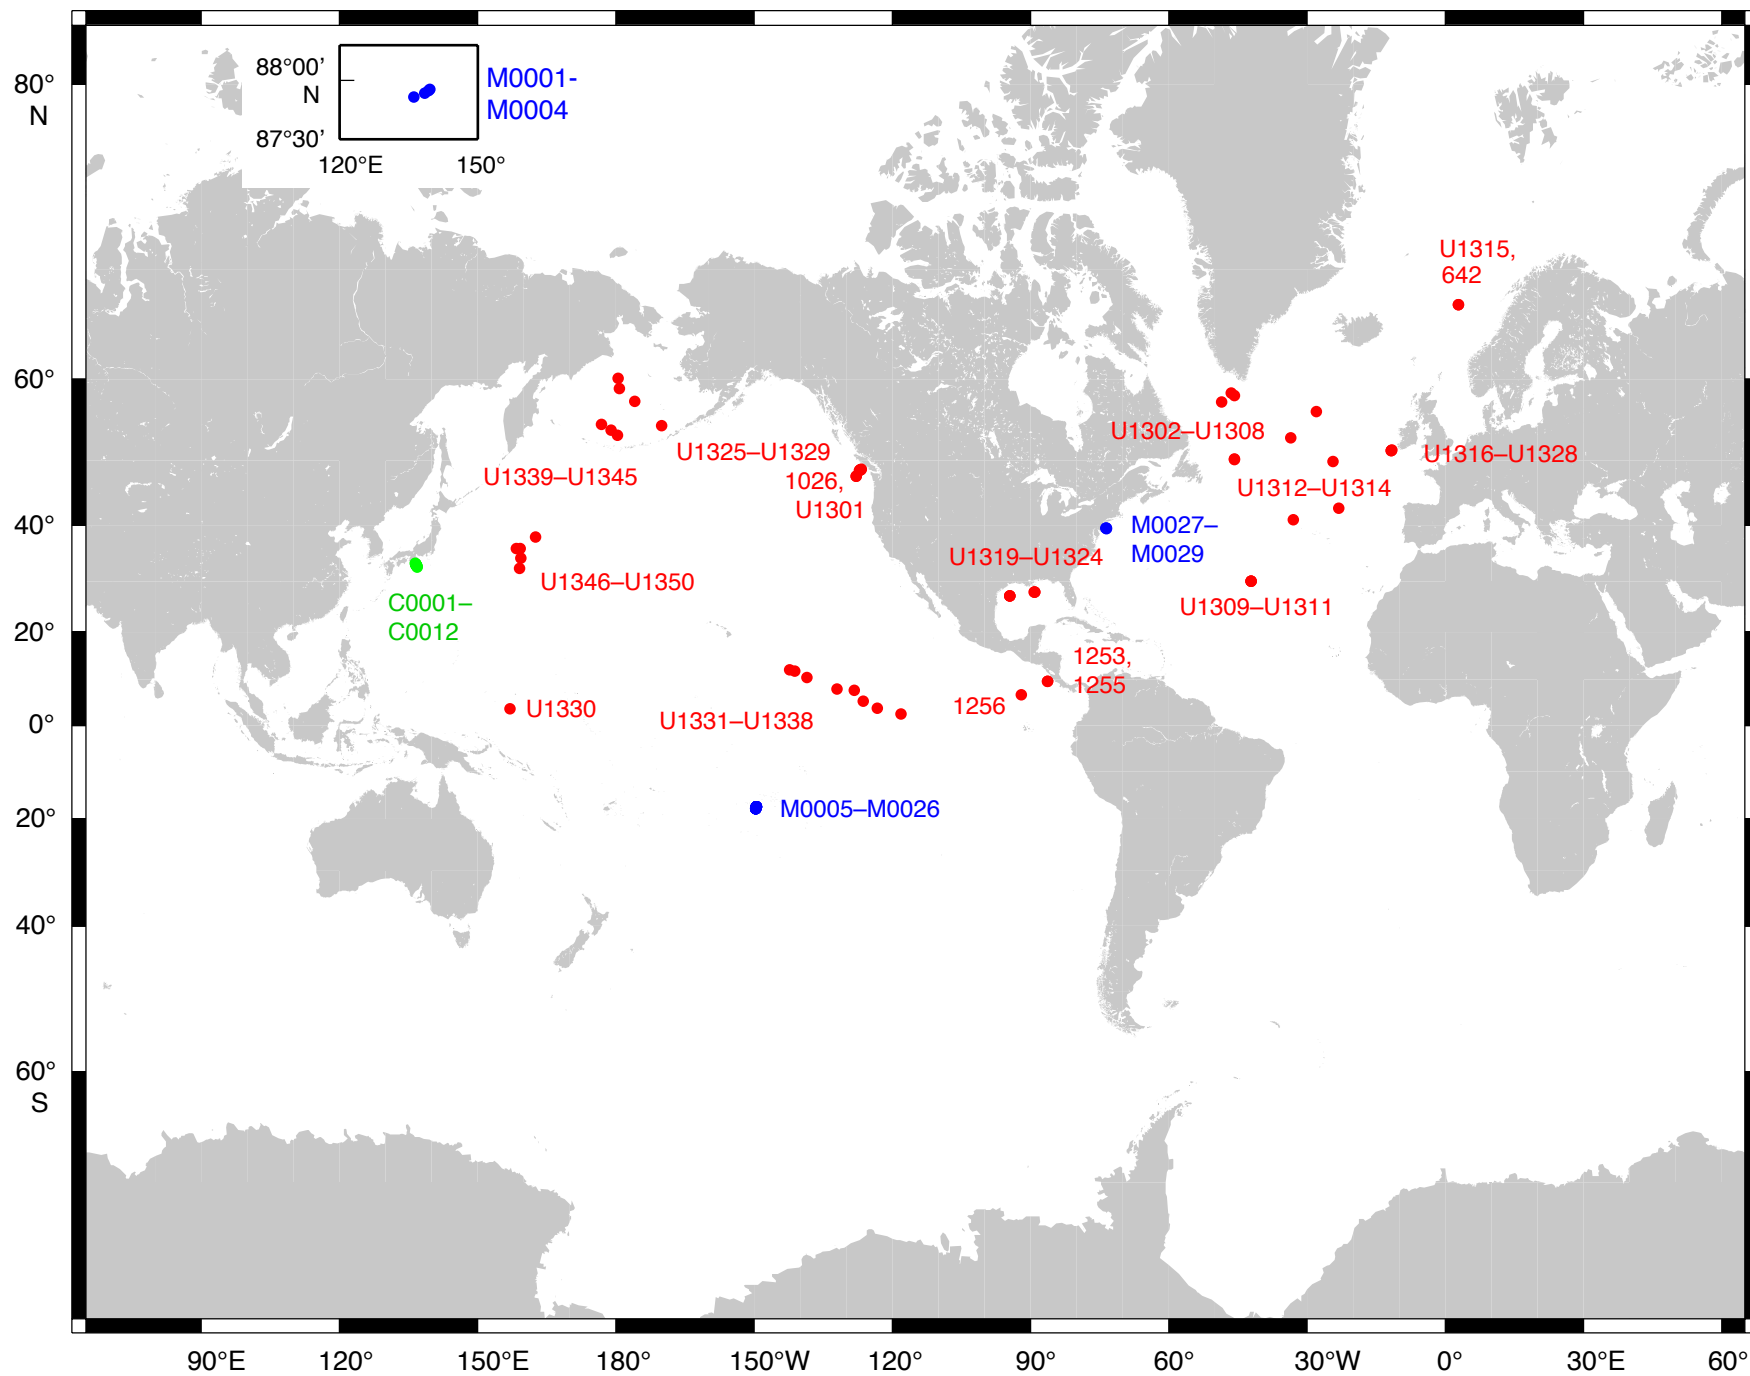 88°00'
N
87°30'
120°E 150°
M0001-
M0004
80°
N
60°
40°
20°
0°
20°
40°
60°
S
U1315,
642
U1302–U1308
U1316–U1328
U1325–U1329
U1339–U1345
1026,
U1301
U1312–U1314
M0027–
M0029
U1319–U1324
U1346–U1350
C0001–
C0012
U1309–U1311
1253,
1255
1256
U1330
U1331–U1338
M0005–M0026
90°E 120° 150°E 180° 150°W 120° 90° 60° 30°W 0° 30°E 60°